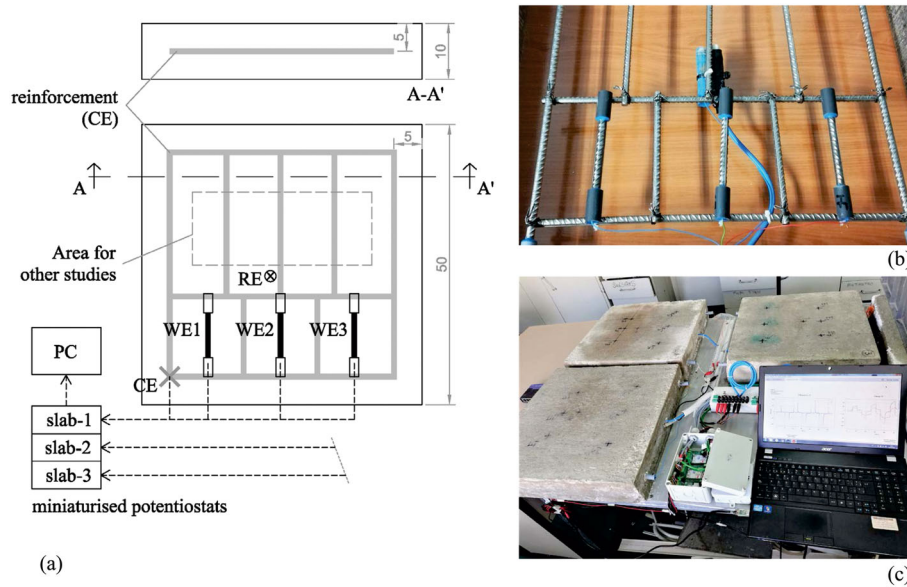 5
10
reinforcement
(CE)
A-A'
5
A
A'
Area for
other studies
50
RE
WE1
WE2
WE3
PC
CE
slab-1
slab-2
slab-3
miniaturised potentiostats
(a)
(b)
acer
(c)